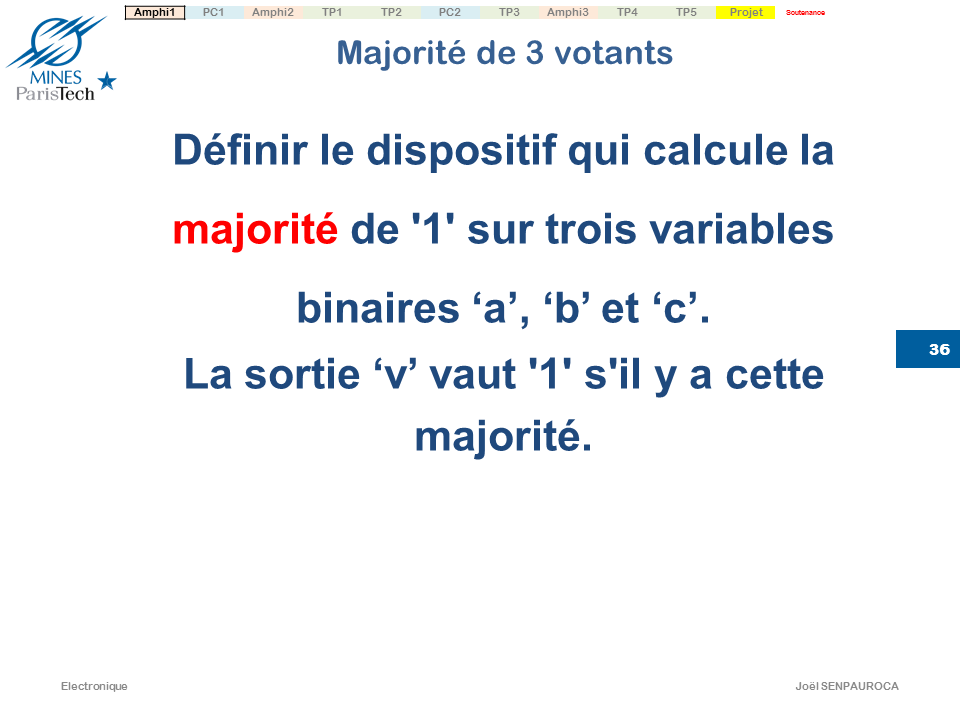 Amphi1 PC1 Amphi2 TP1 TP2 PC2 TP3 Amphi3 TP4 TP5 Projet Soutenance
MINES
ParisTech
Majorité de 3 votants
Définir le dispositif qui calcule la
majorité de '1' sur trois variables
binaires ‘a’, ‘b’ et ‘c’.
La sortie ‘v’ vaut '1' s'il y a cette
majorité.
36
Electronique
Joël SENPAUROCA